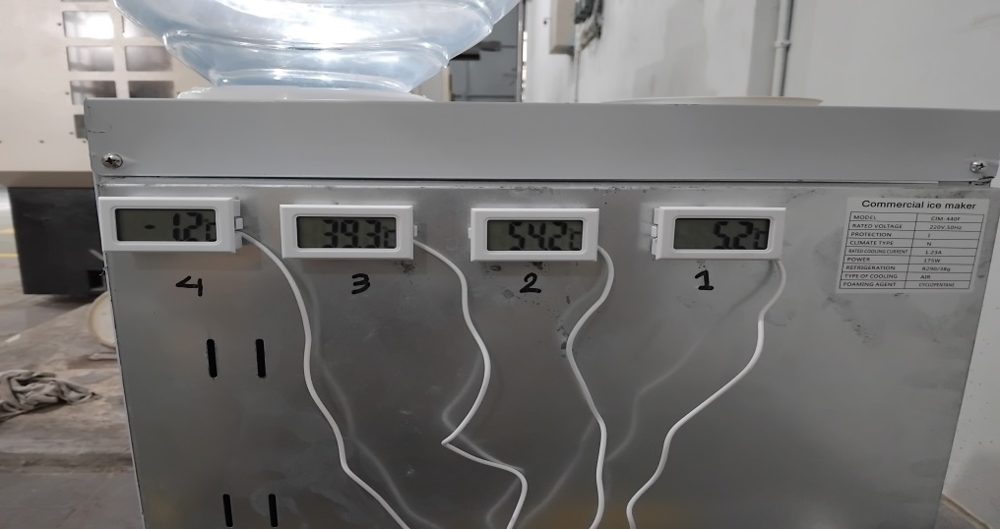 -1.2c
39.3c
54.2c
5.2c
4
3
2
1
Commercial ice maker
MODEL CIM-440F
RATED VOLTAGE 220V,50Hz
PROTECTION I
CLIMATE TYPE N
RATED COOLING CURRENT 1.23A
POWER 175W
REFRIGERATION R290/38g
TYPE OF COOLING AIR
FOAMING AGENT CYCLOPENTANE